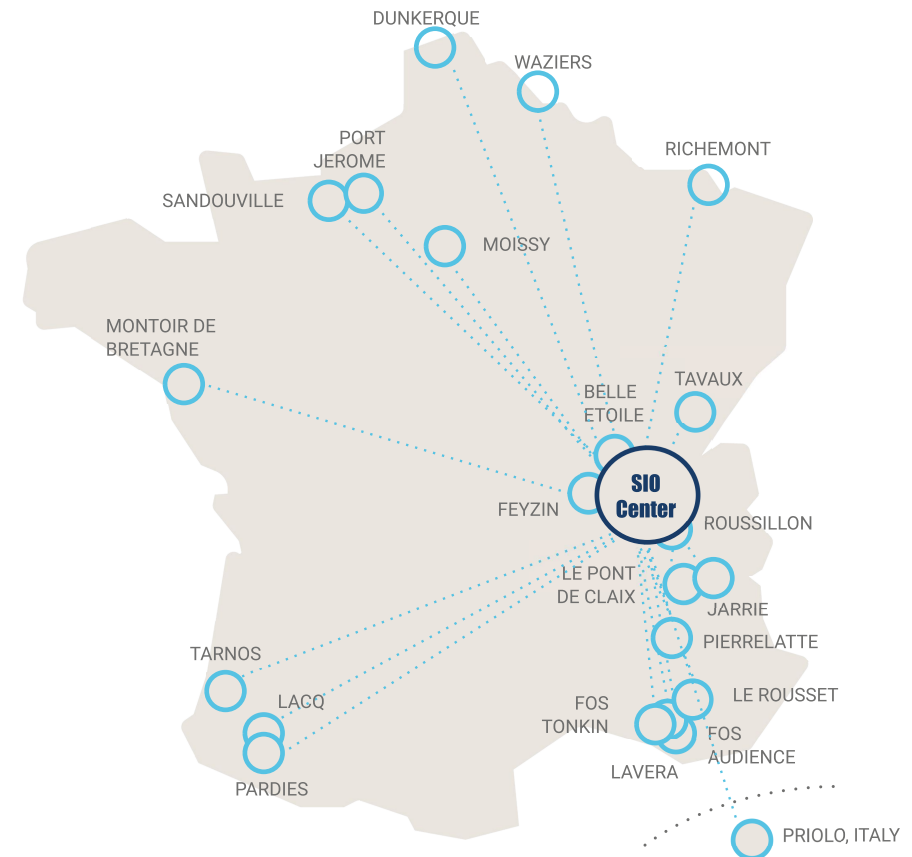 DUNKERQUE
WAZIERS
PORT
JEROME
RICHEMONT
SANDOUVILLE
MOISSY
MONTOIR DE
BRETAGNE
TAVAUX
BELLE
ETOILE
SIO
Center
FEYZIN
ROUSSILLON
LE PONT
DE CLAIX
JARRIE
PIERRELATTE
TARNOS
LACQ
LE ROUSSET
FOS
TONKIN
FOS
AUDIENCE
LAVERA
PARDIES
PRIOLO, ITALY